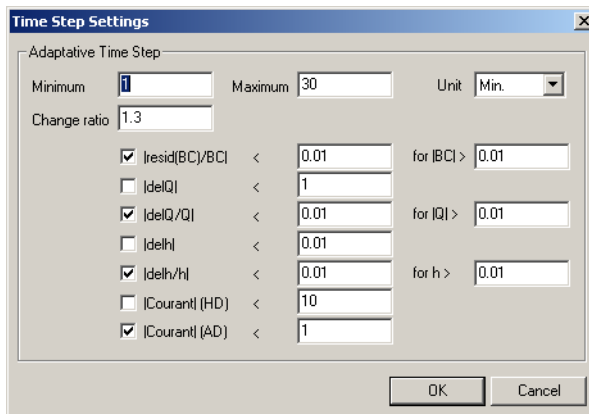 Time Step Settings
Adaptative Time Step
Minimum 1 Maximum 30 Unit Min.
Change ratio 1.3
|resid(BC)/BC| < 0.01 for |BC| > 0.01
|delQ| < 1
|delQ/Q| < 0.01 for |Q| > 0.01
|delh| < 0.01
|delh/h| < 0.01 for h > 0.01
|Courant| (HD) < 10
|Courant| (AD) < 1
OK Cancel